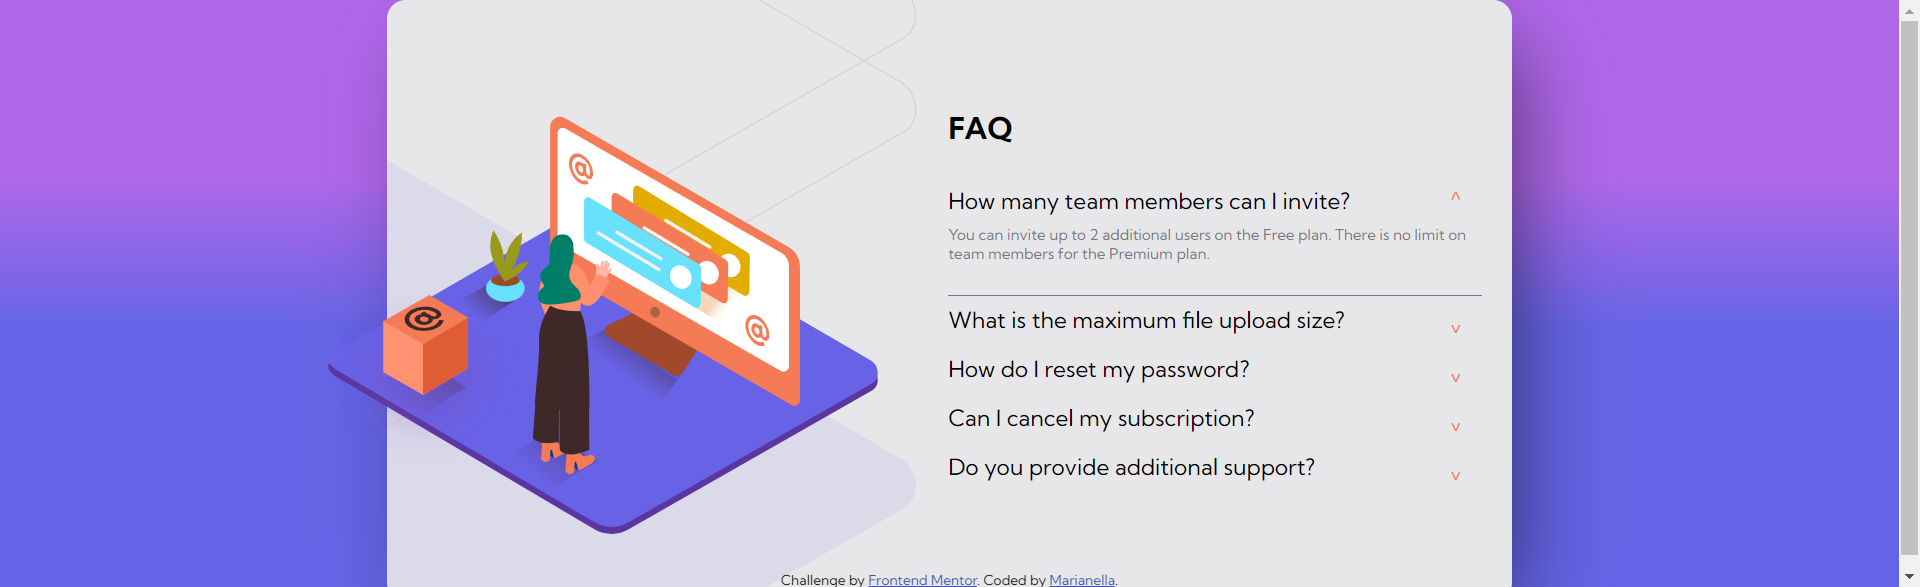 FAQ
How many team members can I invite? ^
You can invite up to 2 additional users on the Free plan. There is no limit on
team members for the Premium plan.
What is the maximum file upload size? v
How do I reset my password? v
Can I cancel my subscription? v
Do you provide additional support? v
Challenge by Frontend Mentor. Coded by Marianella.
@
@
@